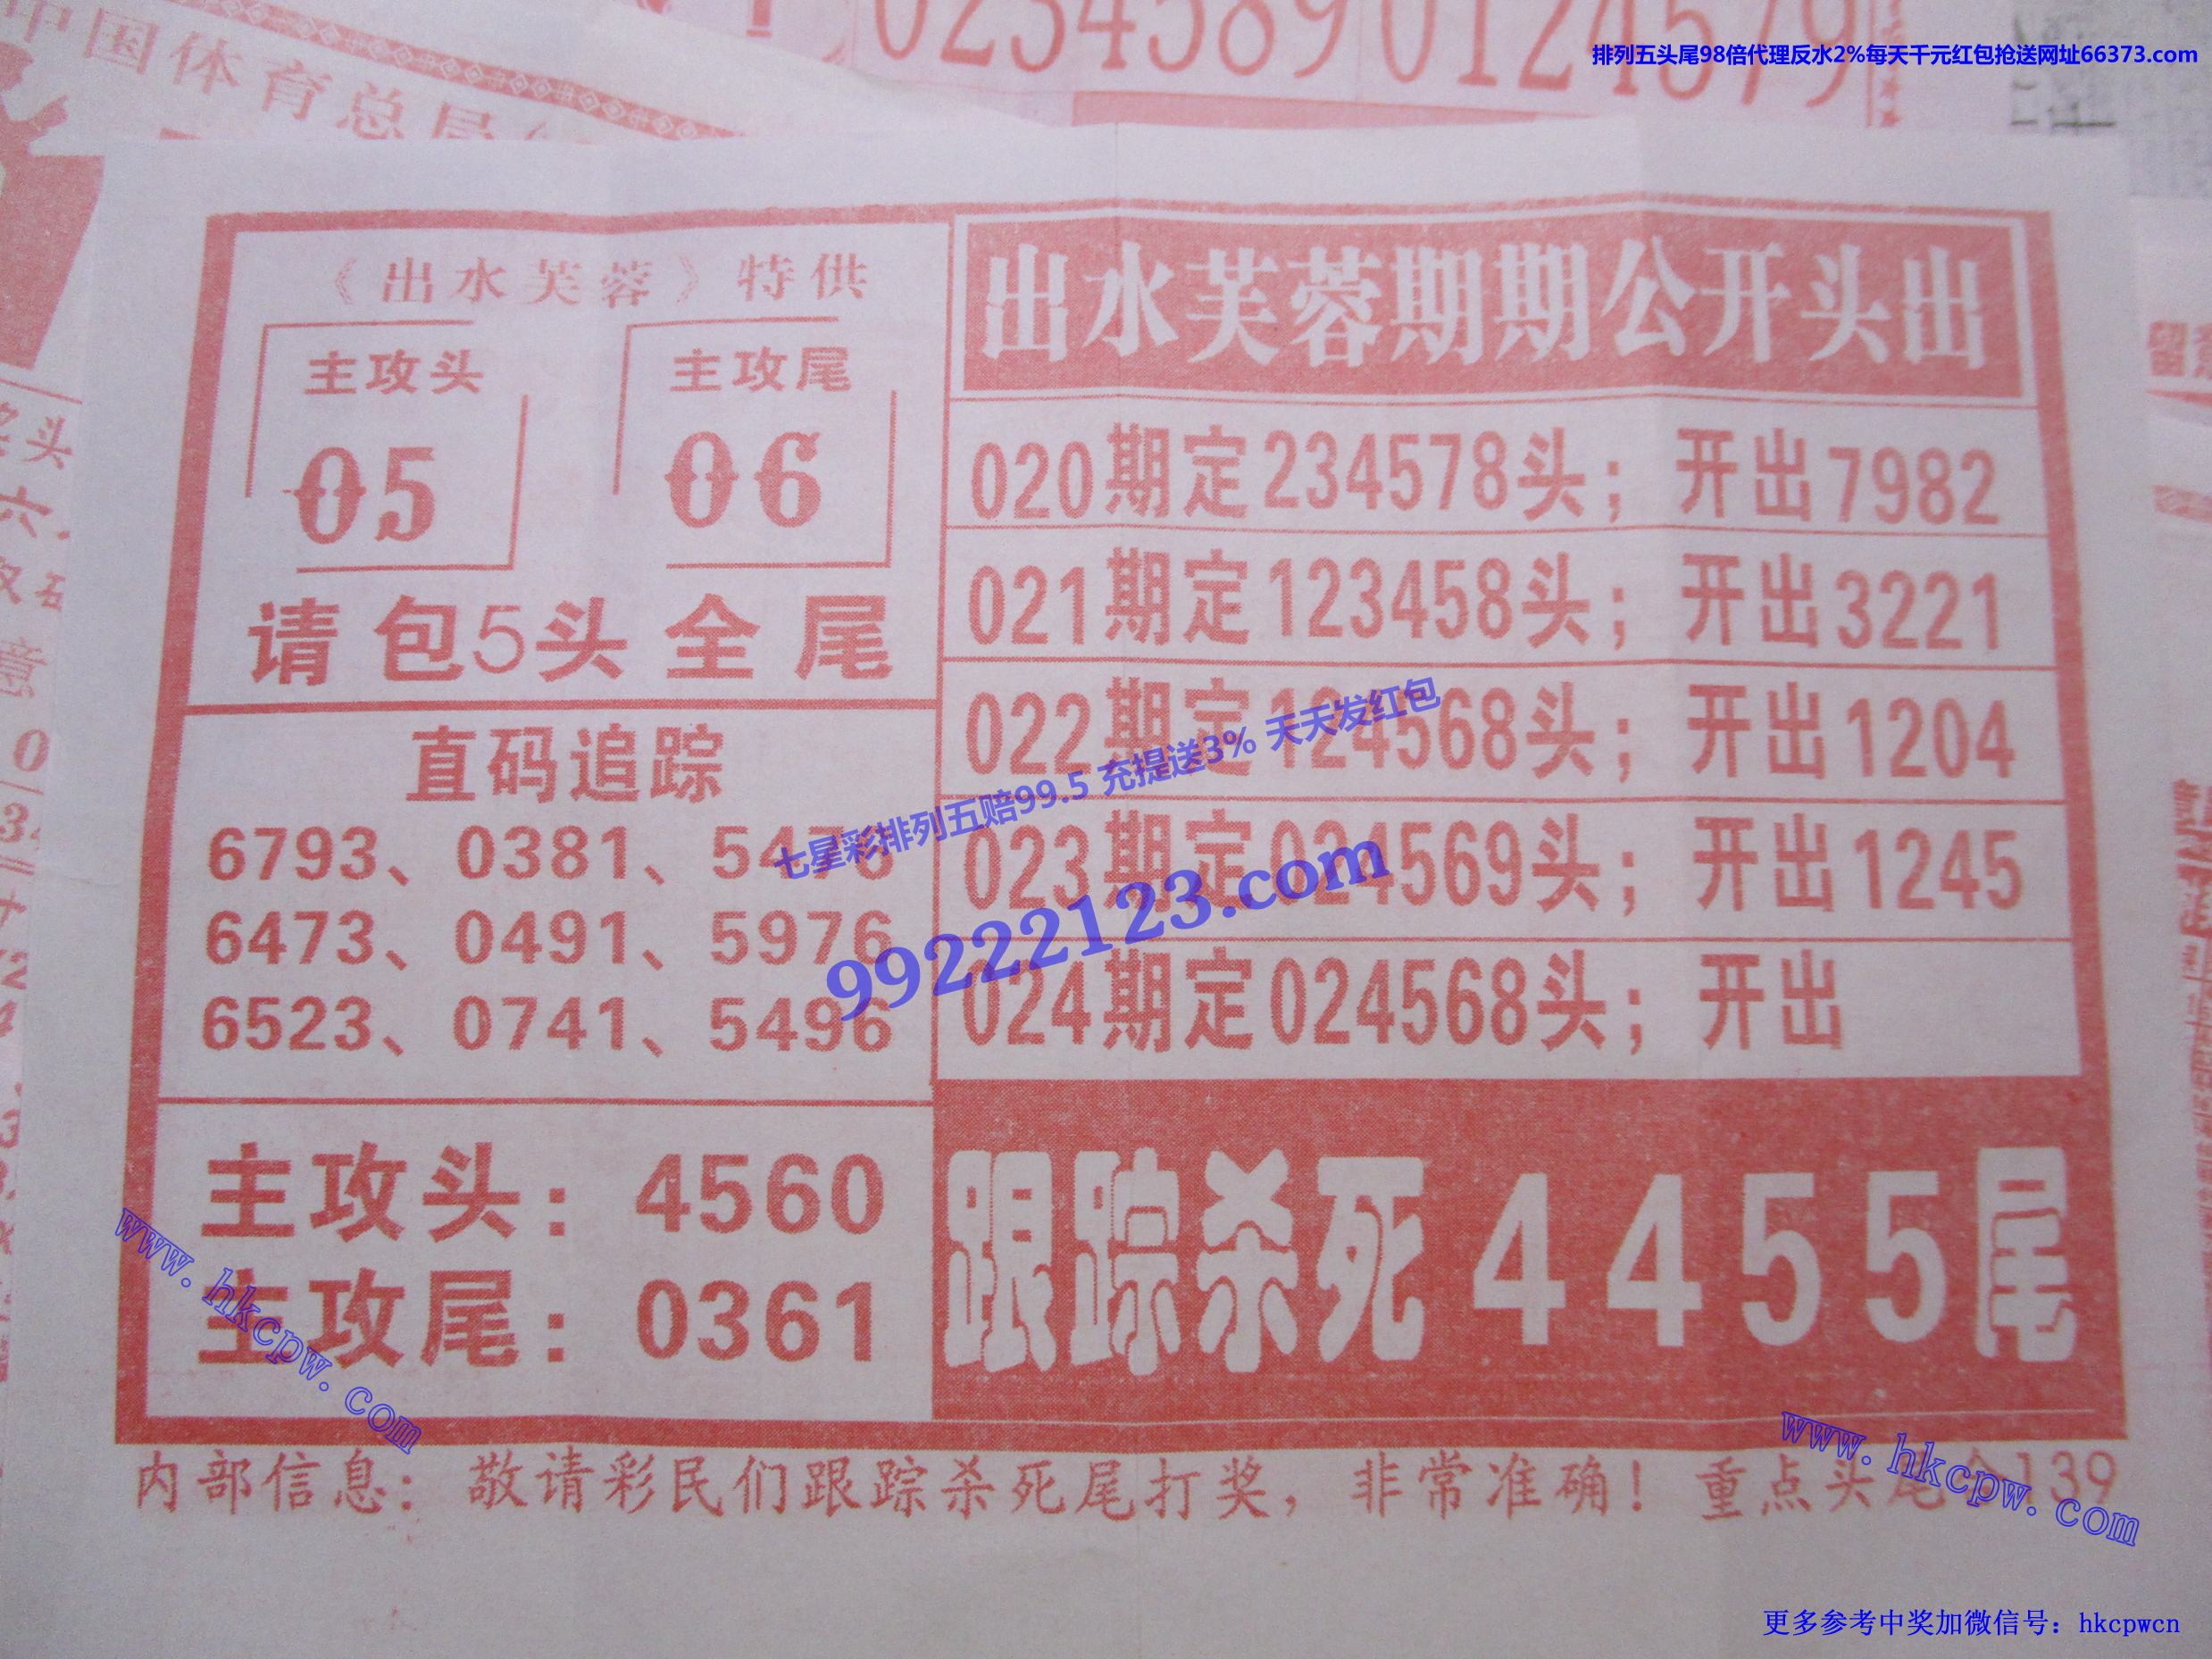 0234589 0124579
排列五头尾98倍代理反水2%每天千元红包抢送网址66373.com
中国体育总局
《出水芙蓉》特供
主攻头 主攻尾
05 06
请包5头全尾
直码追踪
6793、0381、5476
6473、0491、5976
6523、0741、5496
主攻头：4560
主攻尾：0361
出水芙蓉期期公开头出
020期定234578头；开出7982
021期定123458头；开出3221
022期定124568头；开出1204
023期定024569头；开出1245
024期定024568头；开出
跟踪杀死4455尾
内部信息：敬请彩民们跟踪杀死尾打奖，非常准确！重点头尾合139
七星彩排列五赔99.5 充提送3% 天天发红包
99222123.com
www.hkcpw.com
www.hkcpw.com
更多参考中奖加微信号：hkcpwcn